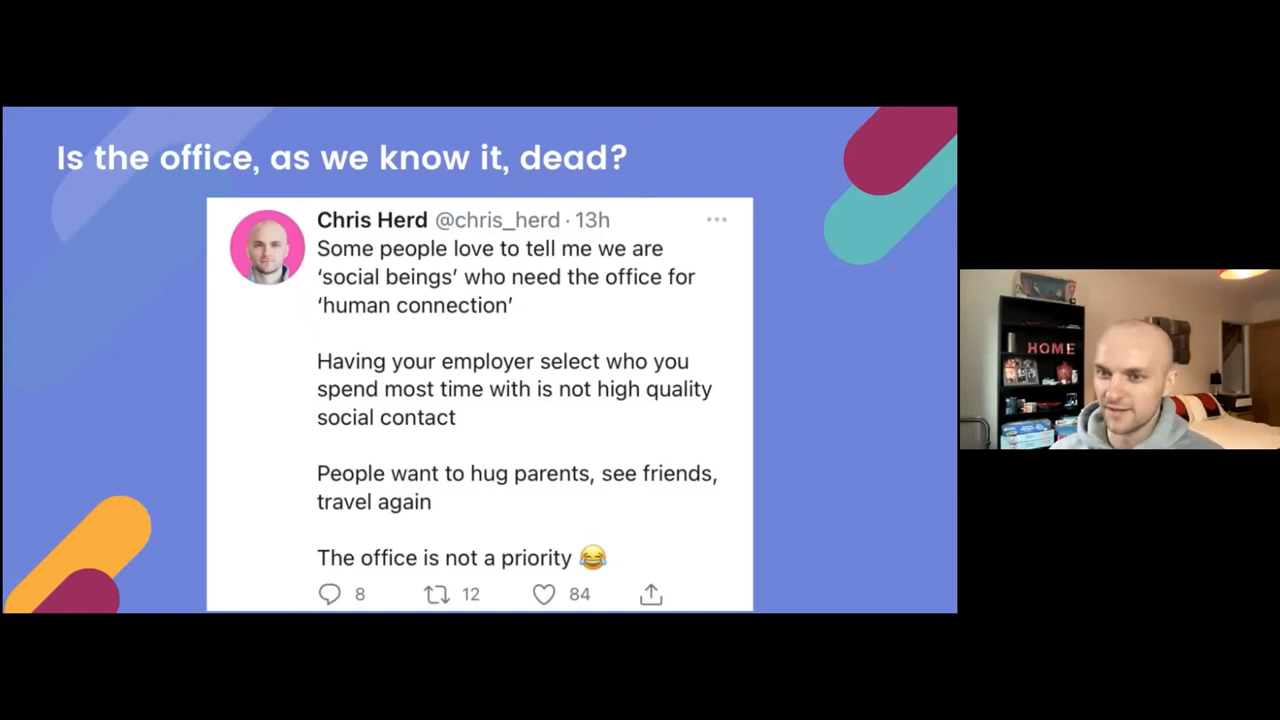 Is the office, as we know it, dead?
Chris Herd @chris_herd · 13h
Some people love to tell me we are
‘social beings’ who need the office for
‘human connection’
Having your employer select who you
spend most time with is not high quality
social contact
People want to hug parents, see friends,
travel again
The office is not a priority 😂
8 12 84
HOME